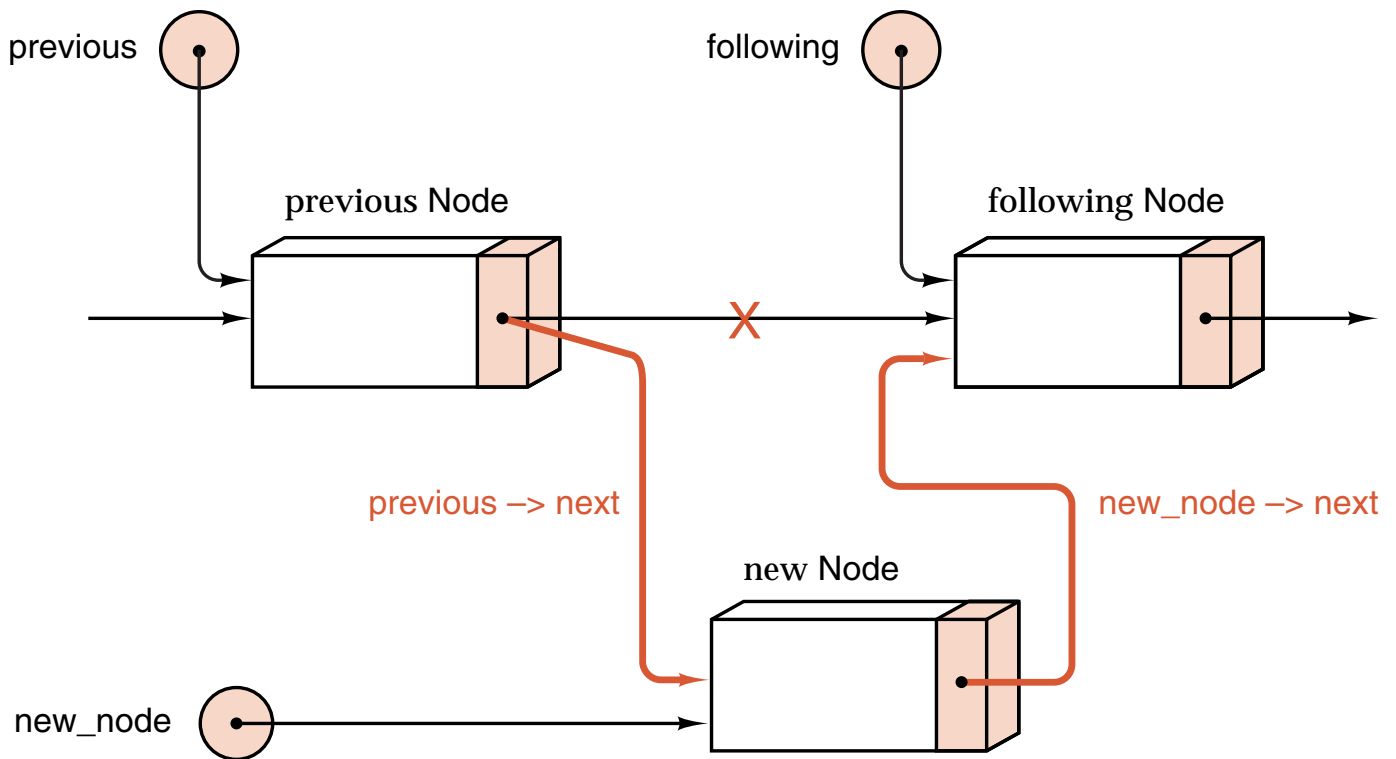 previous
following
previous Node
following Node
X
previous –> next
new_node –> next
new Node
new_node